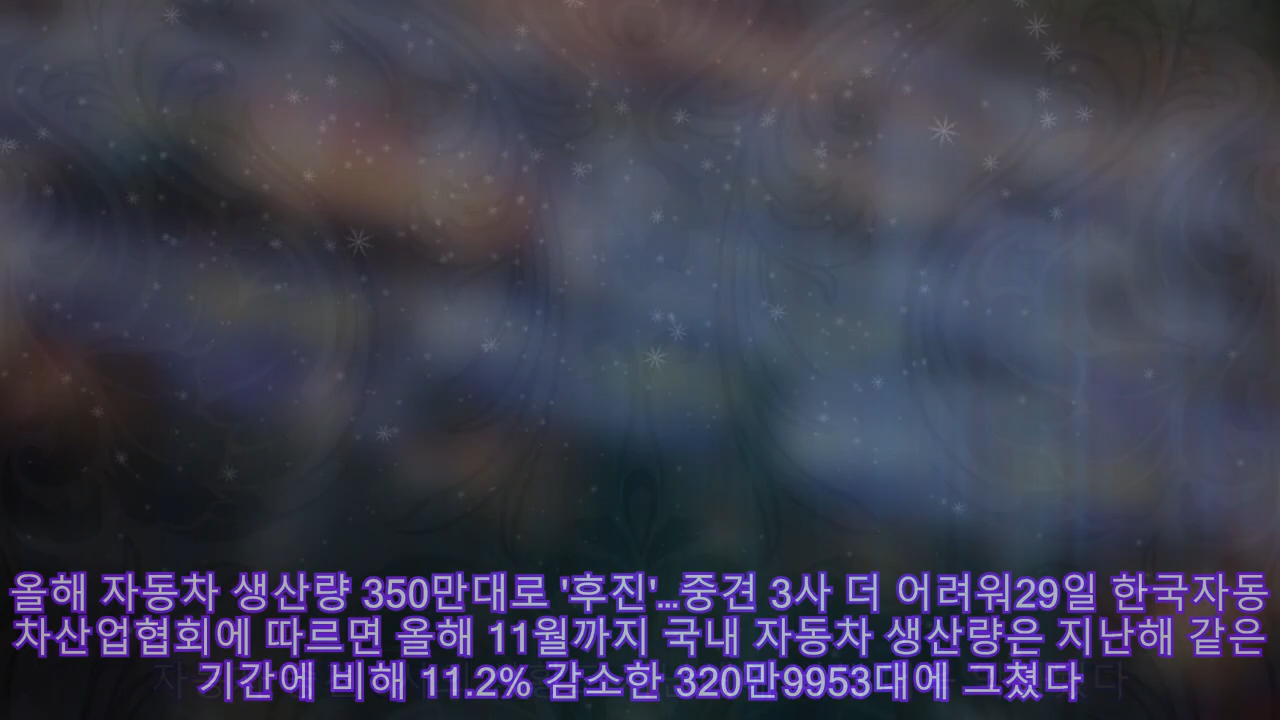 올해 자동차 생산량 350만대로 '후진'...중견 3사 더 어려워29일 한국자동
차산업협회에 따르면 올해 11월까지 국내 자동차 생산량은 지난해 같은
기간에 비해 11.2% 감소한 320만9953대에 그쳤다